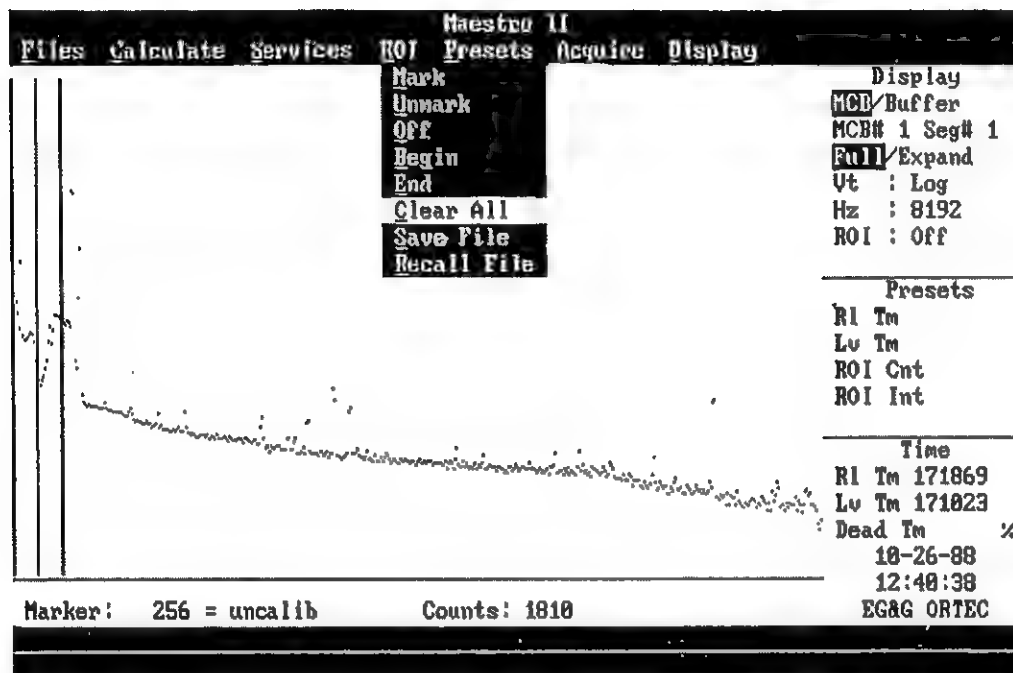 Maestro II
Files Calculate Services ROI Presets Acquire Display
Mark
Unmark
Off
Begin
End
Clear All
Save File
Recall File
Display
MCB/Buffer
MCB# 1 Seg# 1
Full/Expand
Vt : Log
Hz : 8192
ROI : Off
Presets
Rl Tm
Lv Tm
ROI Cnt
ROI Int
Time
Rl Tm 171869
Lv Tm 171023
Dead Tm %
10-26-88
12:40:38
EG&G ORTEC
Marker: 256 = uncalib Counts: 1810